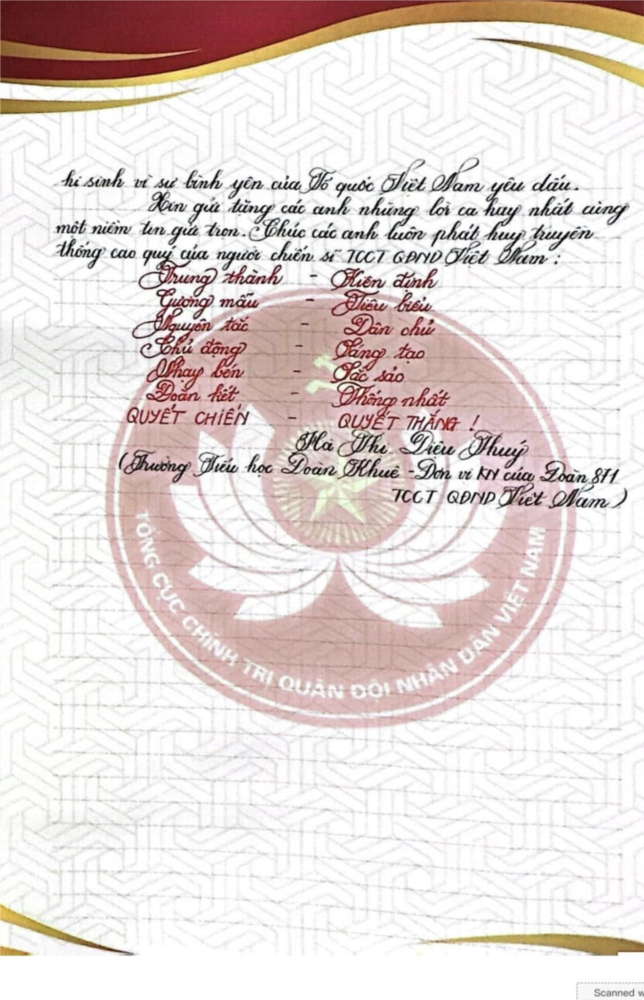 hi sinh vì sự bình yên của Tổ quốc Việt Nam yêu dấu.
Xin gửi tặng các anh những lời ca hay nhất cùng
một niềm tin gửi trọn. Chúc các anh luôn phát huy truyền
thống cao quý của người chiến sĩ TCCT QĐND Việt Nam :
Trung thành - Kiên định
Gương mẫu - Tiêu biểu
Nguyên tắc - Dân chủ
Chủ động - Sáng tạo
Nhạy bén - Sắc sảo
Đoàn kết - Thống nhất
QUYẾT CHIẾN - QUYẾT THẮNG !
Hà Thị Diệu Thuý
(Trường Tiểu học Đoàn Khuê - Đơn vị KN của Đoàn 871
TCCT QĐND Việt Nam)
TỔNG CỤC CHÍNH TRỊ QUÂN ĐỘI NHÂN DÂN VIỆT NAM
Scanned w